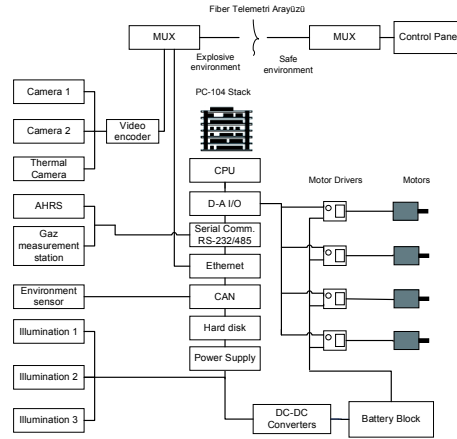 Fiber Telemetri Arayüzü
MUX
MUX
Control Panel
Explosive
environment
Safe
environment
PC-104 Stack
Camera 1
Camera 2
Thermal
Camera
Video
encoder
CPU
D-A I/O
Serial Comm.
RS-232/485
Ethernet
CAN
Hard disk
Power Supply
Motor Drivers
Motors
AHRS
Gaz
measurement
station
Environment
sensor
Illumination 1
Illumination 2
Illumination 3
DC-DC
Converters
Battery Block